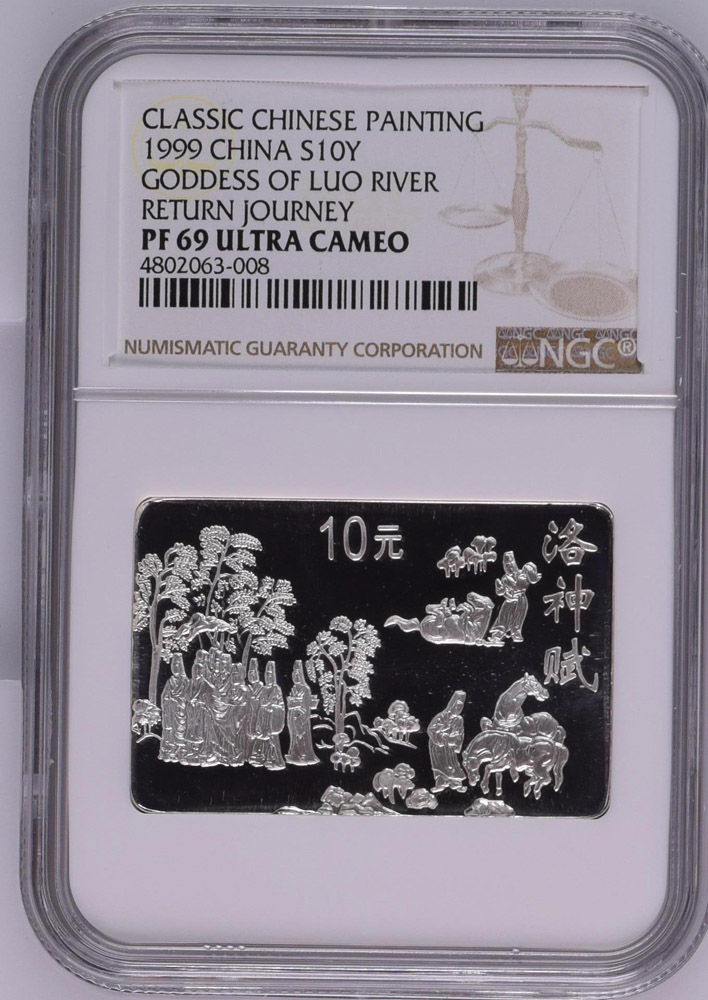 CLASSIC CHINESE PAINTING
1999 CHINA S10Y
GODDESS OF LUO RIVER
RETURN JOURNEY
PF 69 ULTRA CAMEO
4802063-008
NUMISMATIC GUARANTY CORPORATION
NGC®
10元
洛神赋